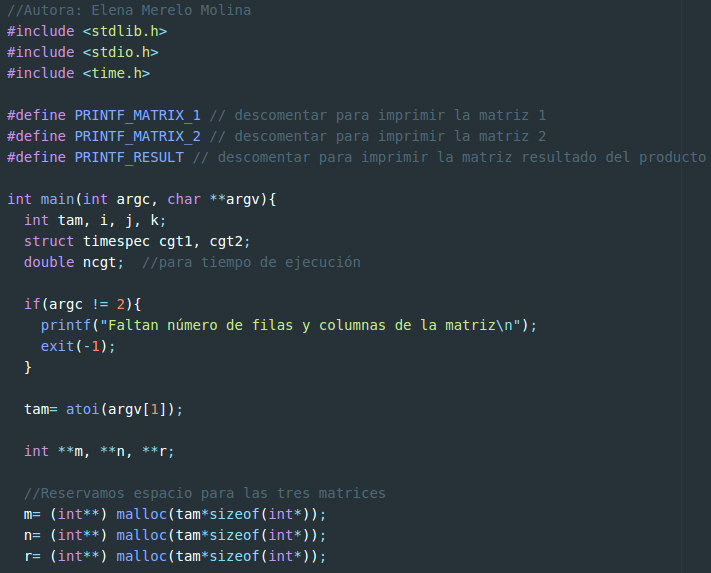 //Autora: Elena Merelo Molina
#include <stdlib.h>
#include <stdio.h>
#include <time.h>
#define PRINTF_MATRIX_1 // descomentar para imprimir la matriz 1
#define PRINTF_MATRIX_2 // descomentar para imprimir la matriz 2
#define PRINTF_RESULT // descomentar para imprimir la matriz resultado del producto
int main(int argc, char **argv){
int tam, i, j, k;
struct timespec cgt1, cgt2;
double ncgt; //para tiempo de ejecución
if(argc != 2){
printf("Faltan número de filas y columnas de la matriz\n");
exit(-1);
}
tam= atoi(argv[1]);
int **m, **n, **r;
//Reservamos espacio para las tres matrices
m= (int**) malloc(tam*sizeof(int*));
n= (int**) malloc(tam*sizeof(int*));
r= (int**) malloc(tam*sizeof(int*));